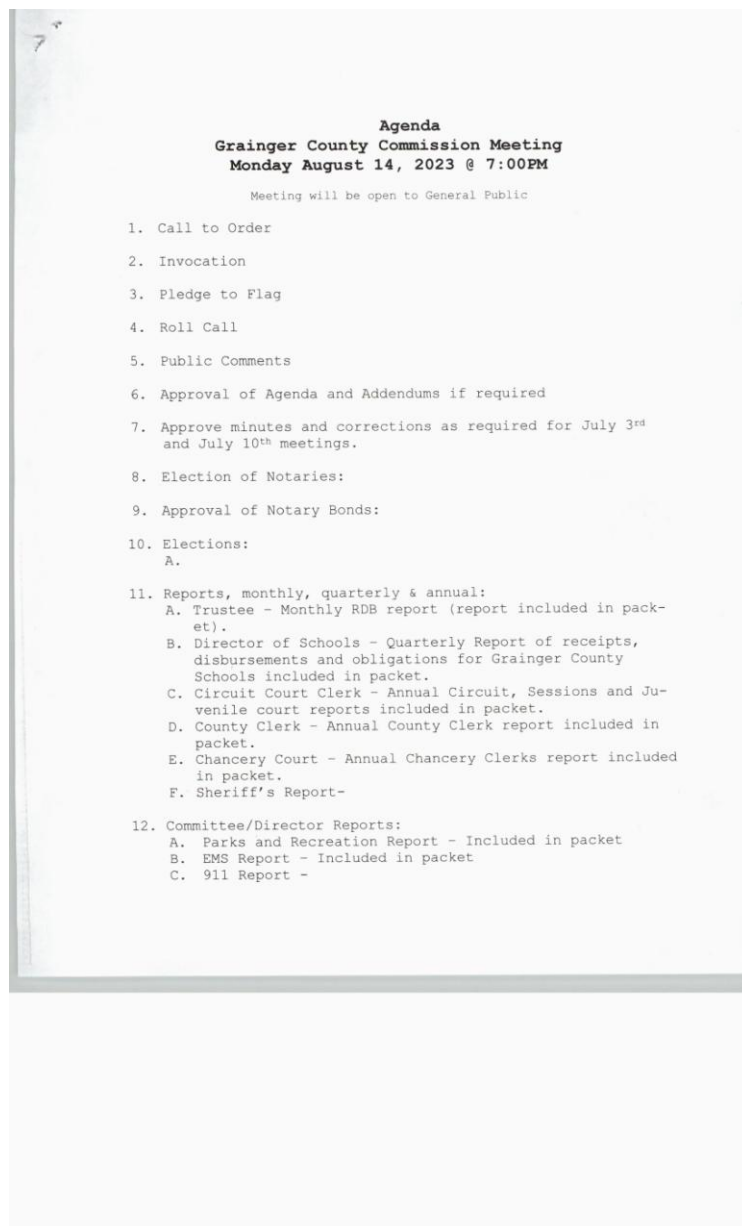 Agenda
Grainger County Commission Meeting
Monday August 14, 2023 @ 7:00PM
Meeting will be open to General Public
1. Call to Order
2. Invocation
3. Pledge to Flag
4. Roll Call
5. Public Comments
6. Approval of Agenda and Addendums if required
7. Approve minutes and corrections as required for July 3rd
and July 10th meetings.
8. Election of Notaries:
9. Approval of Notary Bonds:
10. Elections:
A.
11. Reports, monthly, quarterly & annual:
A. Trustee – Monthly RDB report (report included in pack-
et).
B. Director of Schools – Quarterly Report of receipts,
disbursements and obligations for Grainger County
Schools included in packet.
C. Circuit Court Clerk – Annual Circuit, Sessions and Ju-
venile court reports included in packet.
D. County Clerk – Annual County Clerk report included in
packet.
E. Chancery Court – Annual Chancery Clerks report included
in packet.
F. Sheriff's Report-
12. Committee/Director Reports:
A. Parks and Recreation Report – Included in packet
B. EMS Report – Included in packet
C. 911 Report –